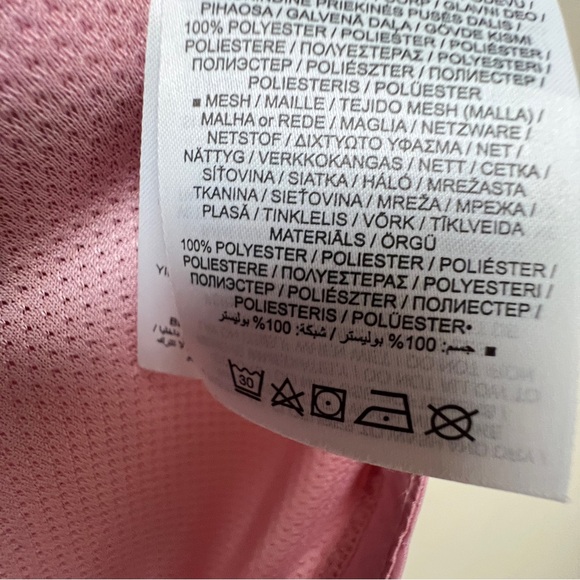 PIHAOSA / GALVENĀ DAĻA / GÖVDE KISMI
100% POLYESTER / POLIEŠTER / POLIÉSTER /
POLIESTERE / ΠΟΛΥΕΣΤΕΡΑΣ / POLYESTERI /
ПОЛИЭСТЕР / POLIÉSZTER / ПОЛИЕСТЕР /
POLIESTERIS / POLÜESTER
■ MESH / MAILLE / TEJIDO MESH (MALLA) /
MALHA or REDE / MAGLIA / NETZWARE /
NETSTOF / ΔΙΧΤΥΩΤΟ ΥΦΑΣΜΑ / NET /
NÄTTYG / VERKKOKANGAS / NETT / СЕТКА /
SÍŤOVINA / SIATKA / HÁLÓ / MREŽASTA
TKANINA / SIEŤOVINA / MREŽA / МРЕЖА /
PLASĂ / TINKLELIS / VÕRK / TĪKLVEIDA
MATERIĀLS / ÖRGÜ
100% POLYESTER / POLIESTER / POLIÉSTER /
POLIESTERE / ΠΟΛΥΕΣΤΕΡΑΣ / POLYESTERI /
ПОЛИЭСТЕР / POLIÉSZTER / ПОЛИЕСТЕР /
POLIESTERIS / POLÜESTER•
■ جسم: 100% بوليستر / شبكة: 100% بوليستر
30